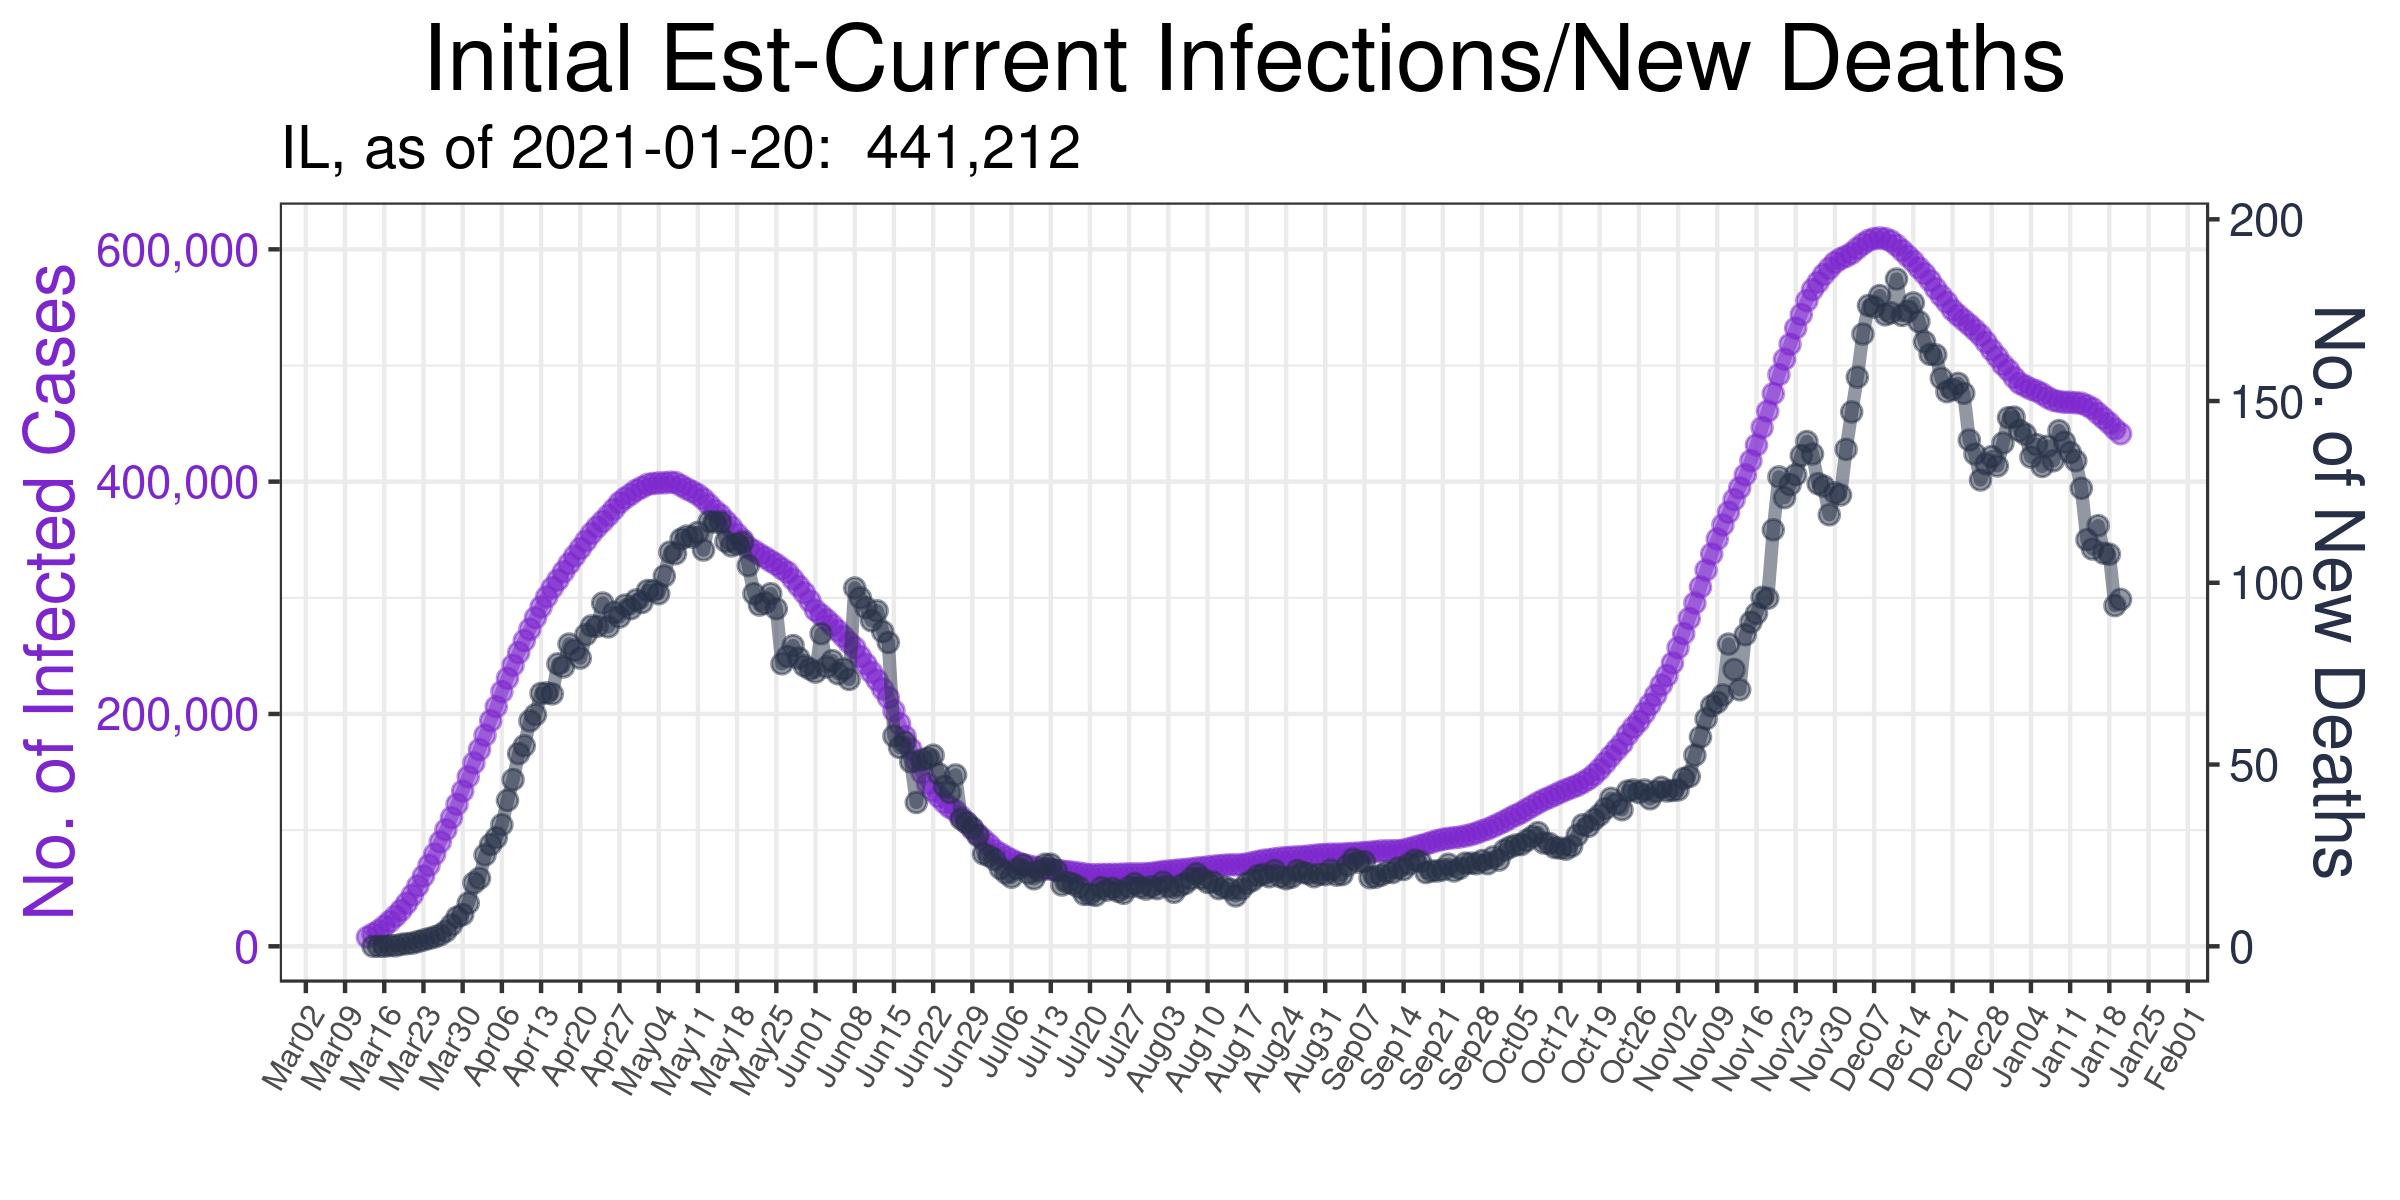 Initial Est-Current Infections/New Deaths
IL, as of 2021-01-20:  441,212
No. of Infected Cases
600,000
400,000
200,000
0
200
150
100
50
0
No. of New Deaths
Mar02
Mar09
Mar16
Mar23
Mar30
Apr06
Apr13
Apr20
Apr27
May04
May11
May18
May25
Jun01
Jun08
Jun15
Jun22
Jun29
Jul06
Jul13
Jul20
Jul27
Aug03
Aug10
Aug17
Aug24
Aug31
Sep07
Sep14
Sep21
Sep28
Oct05
Oct12
Oct19
Oct26
Nov02
Nov09
Nov16
Nov23
Nov30
Dec07
Dec14
Dec21
Dec28
Jan04
Jan11
Jan18
Jan25
Feb01